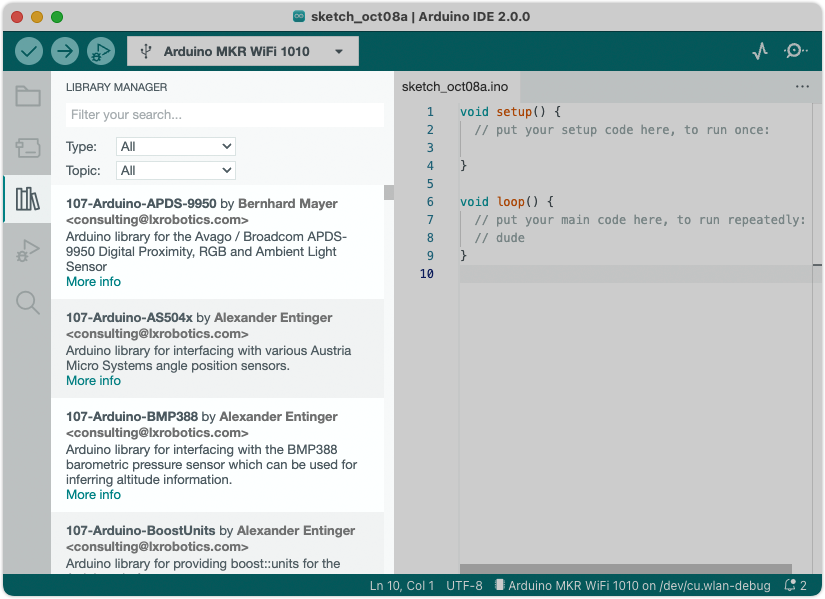 sketch_oct08a | Arduino IDE 2.0.0
Arduino MKR WiFi 1010
LIBRARY MANAGER
Filter your search...
Type: All
Topic: All
107-Arduino-APDS-9950 by Bernhard Mayer
<consulting@lxrobotics.com>
Arduino library for the Avago / Broadcom APDS-
9950 Digital Proximity, RGB and Ambient Light
Sensor
More info
107-Arduino-AS504x by Alexander Entinger
<consulting@lxrobotics.com>
Arduino library for interfacing with various Austria
Micro Systems angle position sensors.
More info
107-Arduino-BMP388 by Alexander Entinger
<consulting@lxrobotics.com>
Arduino library for interfacing with the BMP388
barometric pressure sensor which can be used for
inferring altitude information.
More info
107-Arduino-BoostUnits by Alexander Entinger
<consulting@lxrobotics.com>
Arduino library for providing boost::units for the
sketch_oct08a.ino
1 void setup() {
2 // put your setup code here, to run once:
3
4 }
5
6 void loop() {
7 // put your main code here, to run repeatedly:
8 // dude
9 }
10
Ln 10, Col 1 UTF-8 Arduino MKR WiFi 1010 on /dev/cu.wlan-debug 2